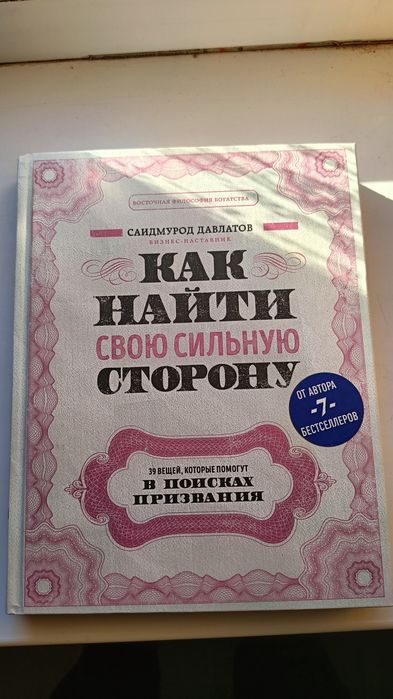 ВОСТОЧНАЯ ФИЛОСОФИЯ БОГАТСТВА
САИДМУРОД ДАВЛАТОВ
БИЗНЕС-НАСТАВНИК
КАК
НАЙТИ
СВОЮ СИЛЬНУЮ
СТОРОНУ
ОТ АВТОРА
-7-
БЕСТСЕЛЛЕРОВ
39 ВЕЩЕЙ, КОТОРЫЕ ПОМОГУТ
В ПОИСКАХ
ПРИЗВАНИЯ